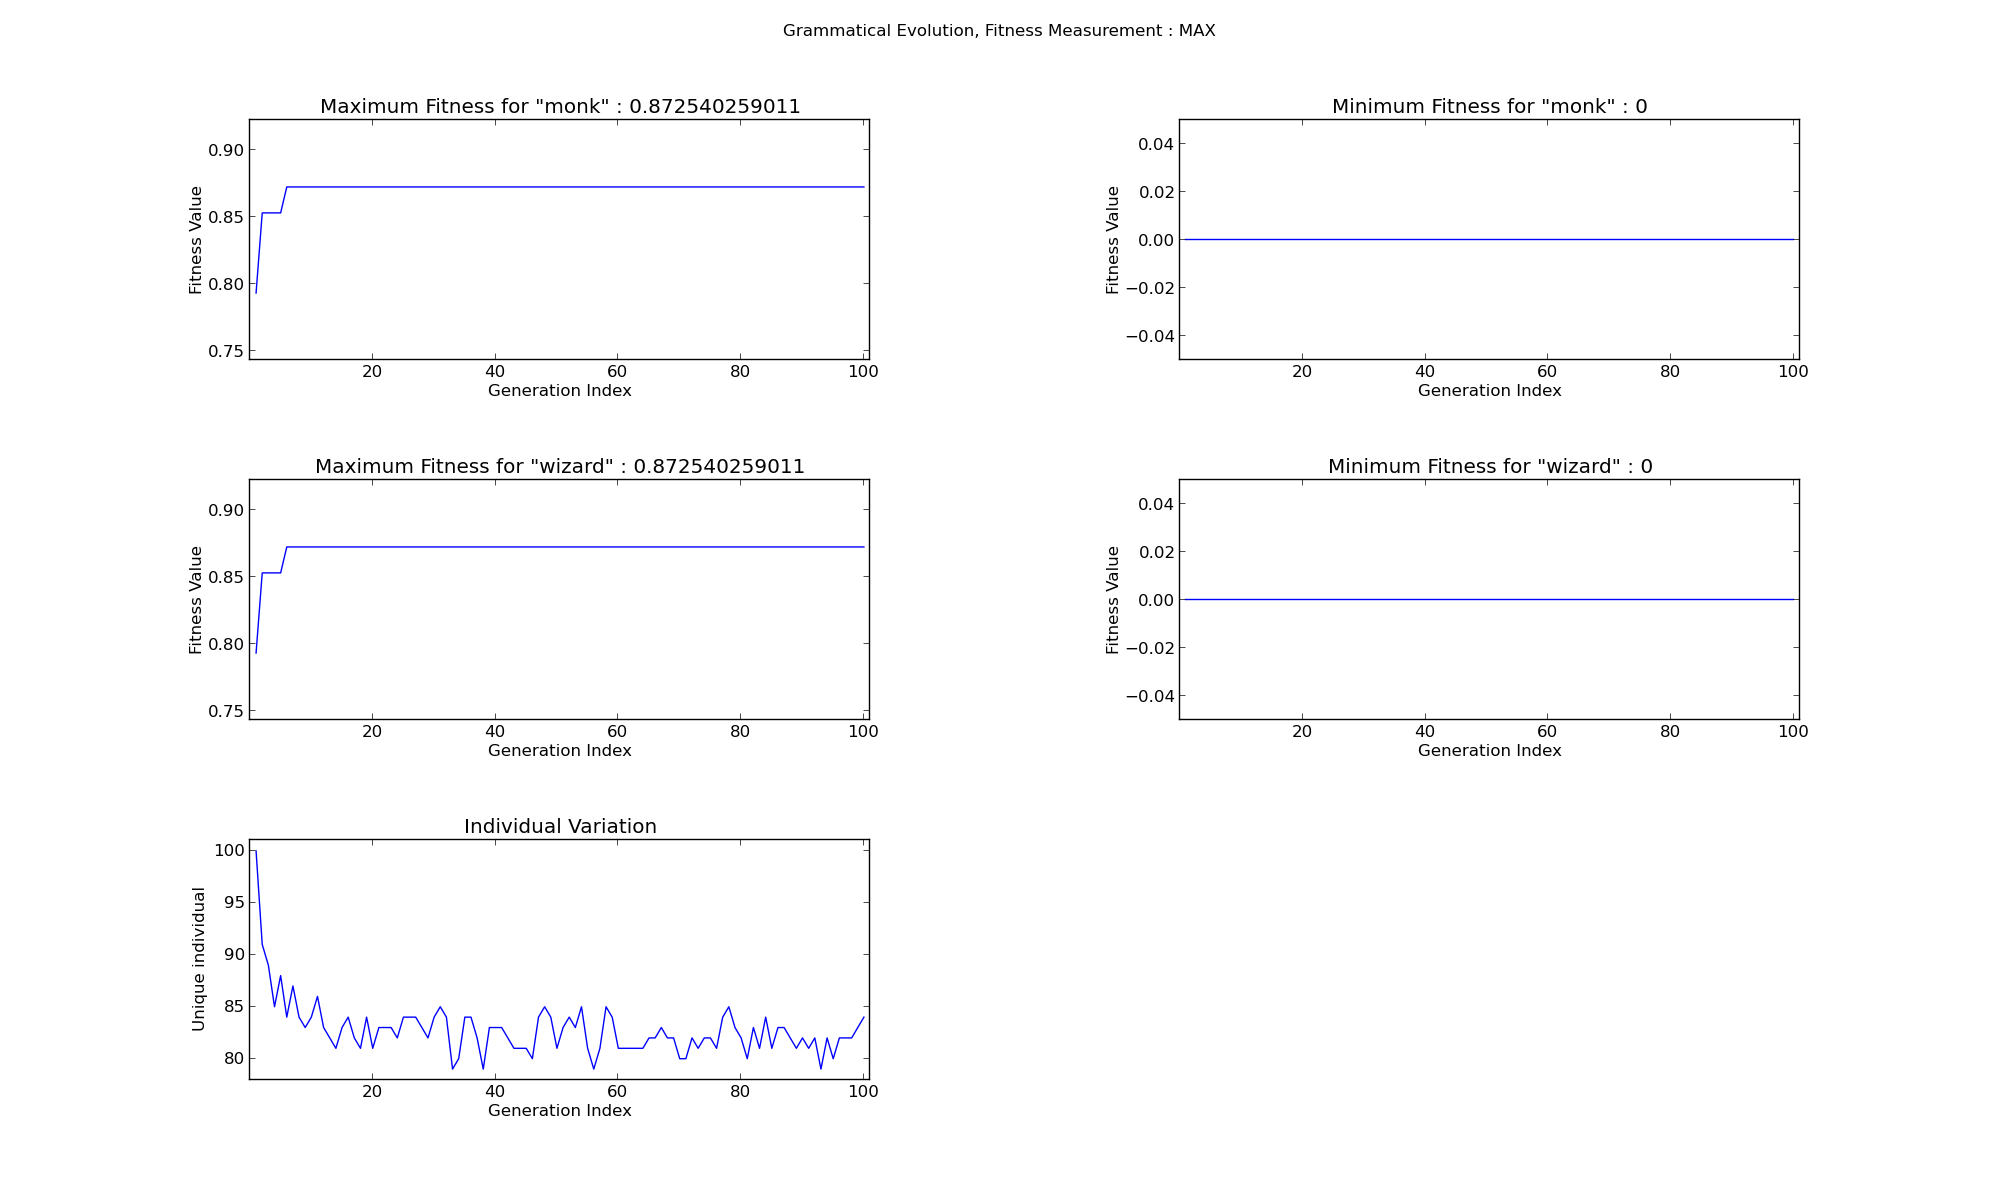 Grammatical Evolution, Fitness Measurement : MAX
Maximum Fitness for "monk" : 0.872540259011
0.90
0.85
0.80
0.75
Fitness Value
20 40 60 80 100
Generation Index
Minimum Fitness for "monk" : 0
0.04
0.02
0.00
−0.02
−0.04
Fitness Value
20 40 60 80 100
Generation Index
Maximum Fitness for "wizard" : 0.872540259011
0.90
0.85
0.80
0.75
Fitness Value
20 40 60 80 100
Generation Index
Minimum Fitness for "wizard" : 0
0.04
0.02
0.00
−0.02
−0.04
Fitness Value
20 40 60 80 100
Generation Index
Individual Variation
100
95
90
85
80
Unique individual
20 40 60 80 100
Generation Index